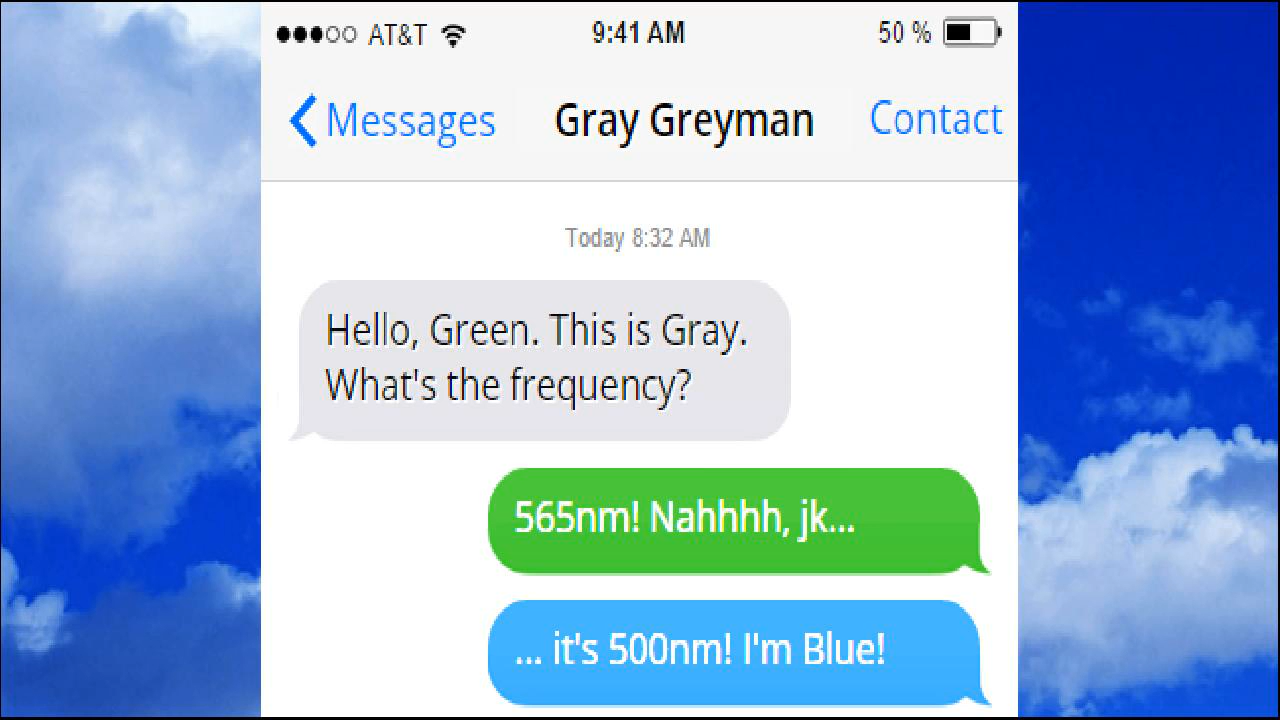 AT&T 9:41 AM 50 %
Messages Gray Greyman Contact
Today 8:32 AM
Hello, Green. This is Gray.
What's the frequency?
565nm! Nahhhh, jk...
... it's 500nm! I'm Blue!